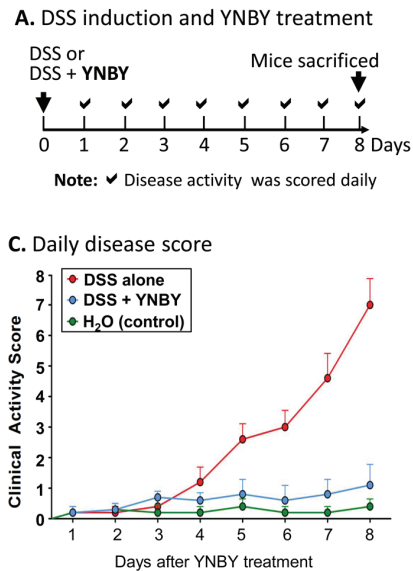 A. DSS induction and YNBY treatment
DSS or
DSS + YNBY
Mice sacrificed
0 1 2 3 4 5 6 7 8 Days
Note: ✔ Disease activity was scored daily
C. Daily disease score
8
7
6
5
4
3
2
1
0
Clinical Activity Score
DSS alone
DSS + YNBY
H₂O (control)
1 2 3 4 5 6 7 8
Days after YNBY treatment